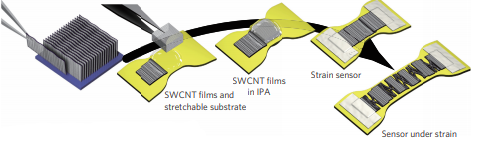 SWCNT films and
stretchable substrate
SWCNT films
in IPA
Strain sensor
Sensor under strain